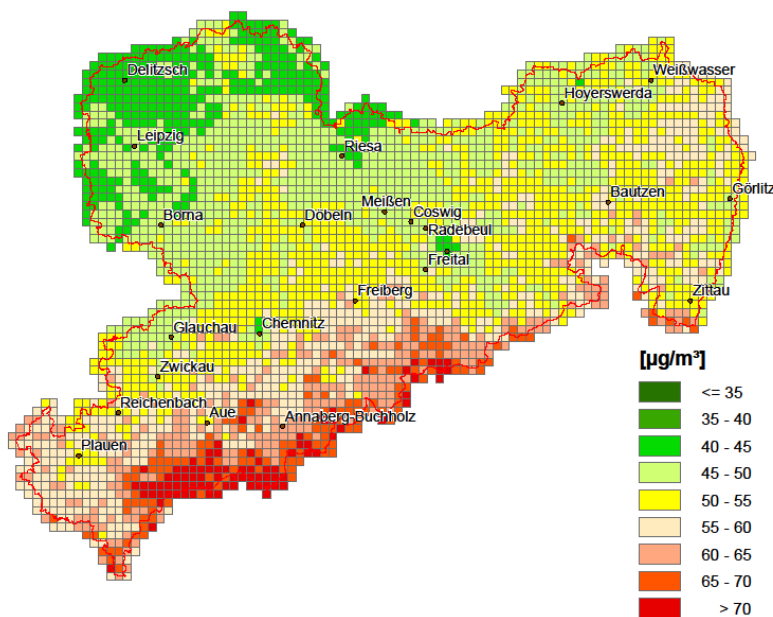 Delitzsch
Weißwasser
Hoyerswerda
Leipzig
Riesa
Bautzen
Görlitz
Meißen
Borna
Döbeln
Coswig
Radebeul
Freital
Freiberg
Zittau
Glauchau
Chemnitz
Zwickau
Reichenbach
Aue
Annaberg-Buchholz
Plauen
[µg/m³]
<= 35
35 - 40
40 - 45
45 - 50
50 - 55
55 - 60
60 - 65
65 - 70
> 70